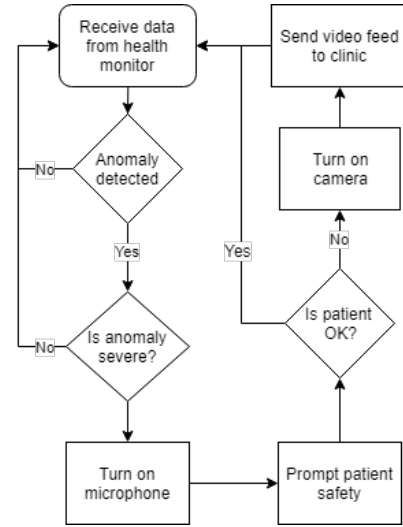 Receive data
from health
monitor
Anomaly
detected
No
Yes
Is anomaly
severe?
No
Turn on
microphone
Prompt patient
safety
Is patient
OK?
Yes
No
Turn on
camera
Send video feed
to clinic